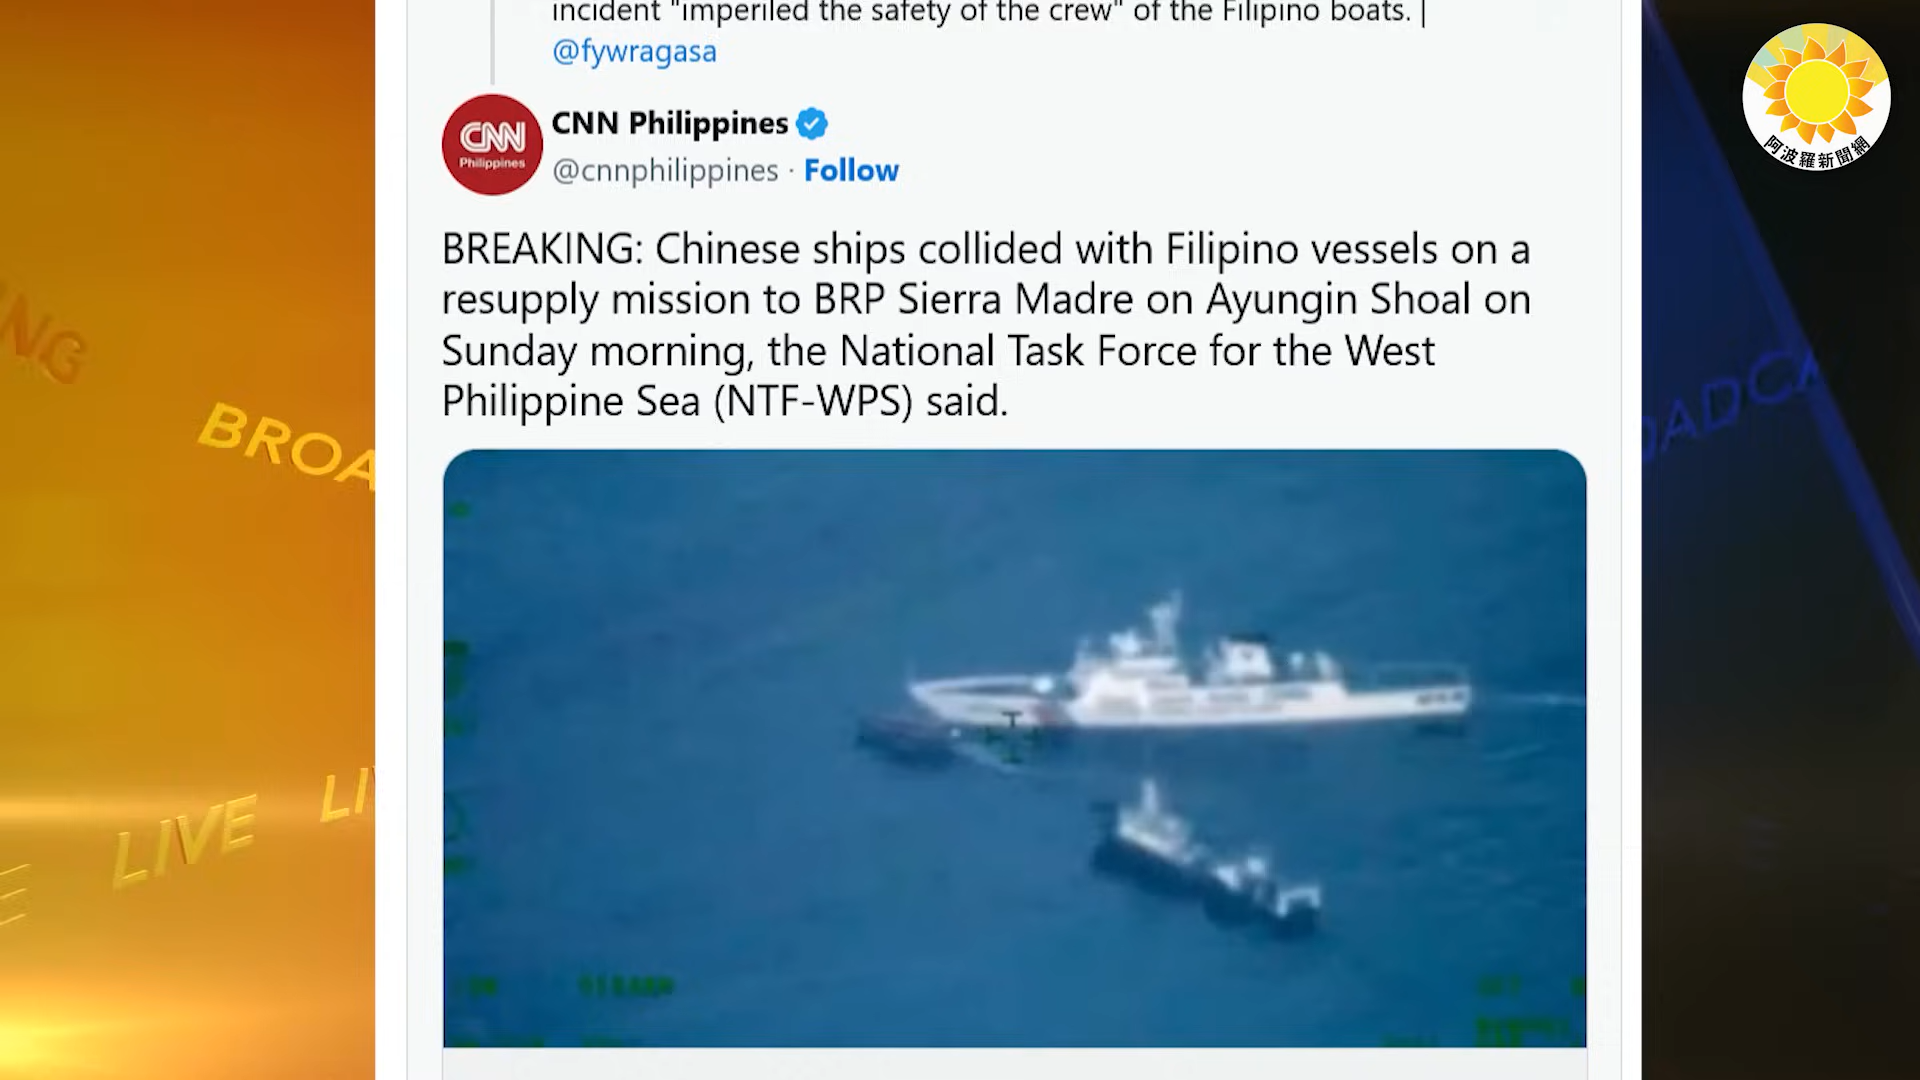 incident "imperiled the safety of the crew" of the Filipino boats. |
@fywragasa
CNN
Philippines
CNN Philippines
@cnnphilippines · Follow
BREAKING: Chinese ships collided with Filipino vessels on a
resupply mission to BRP Sierra Madre on Ayungin Shoal on
Sunday morning, the National Task Force for the West
Philippine Sea (NTF-WPS) said.
阿波羅新聞網
NG
BROA
LIVE
LI
E
OADCA